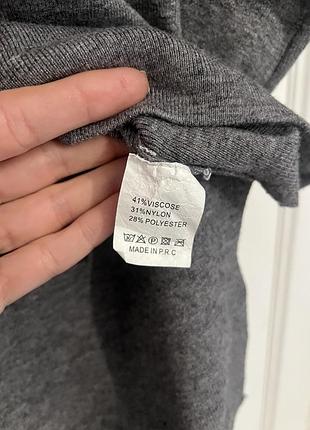 41%VISCOSE
31%NYLON
28%POLYESTER
MADE IN P.R.C